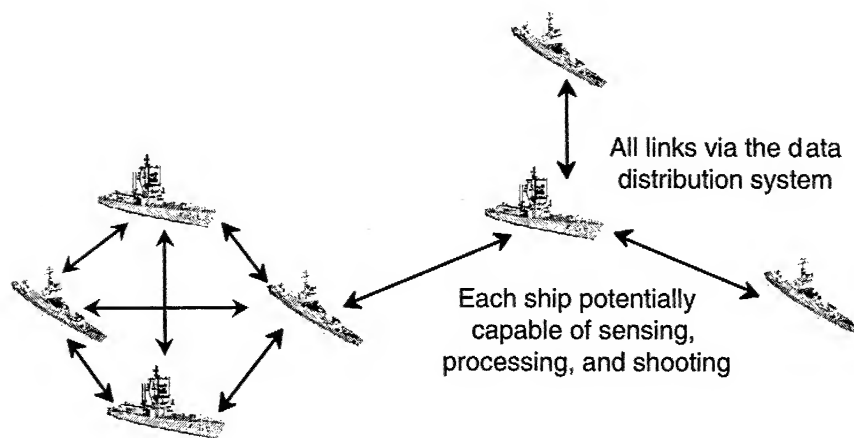 All links via the data
distribution system
Each ship potentially
capable of sensing,
processing, and shooting